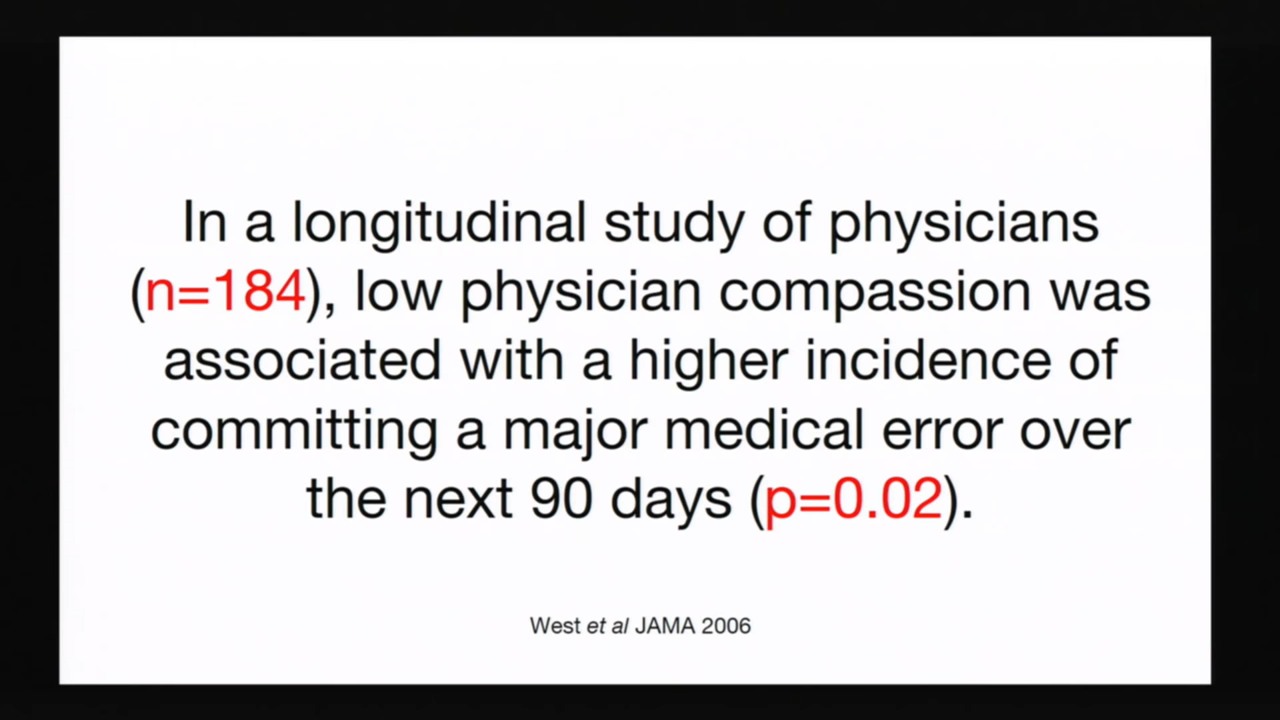 In a longitudinal study of physicians
(n=184), low physician compassion was
associated with a higher incidence of
committing a major medical error over
the next 90 days (p=0.02).
West et al JAMA 2006